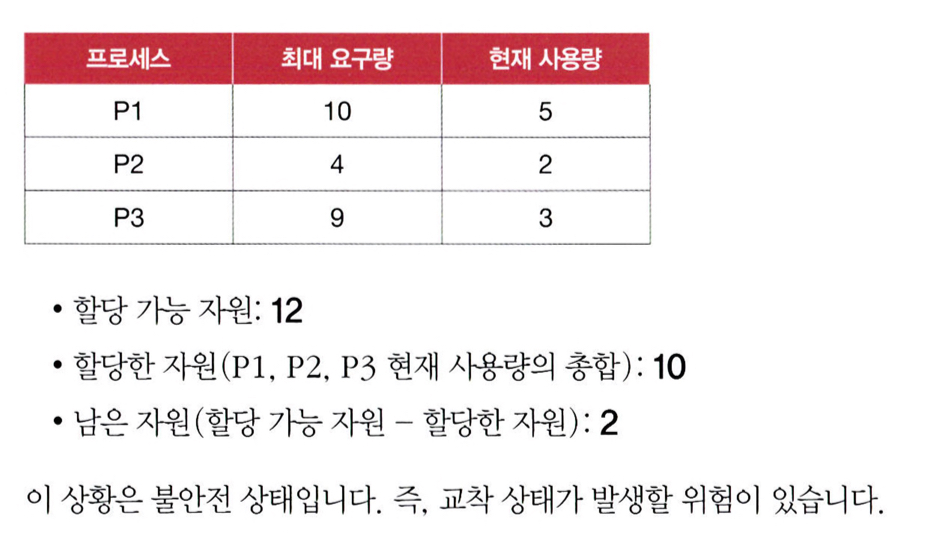 프로세스 최대 요구량 현재 사용량
P1 10 5
P2 4 2
P3 9 3
• 할당 가능 자원: 12
• 할당한 자원(P1, P2, P3 현재 사용량의 총합): 10
• 남은 자원(할당 가능 자원 – 할당한 자원): 2
이 상황은 불안전 상태입니다. 즉, 교착 상태가 발생할 위험이 있습니다.